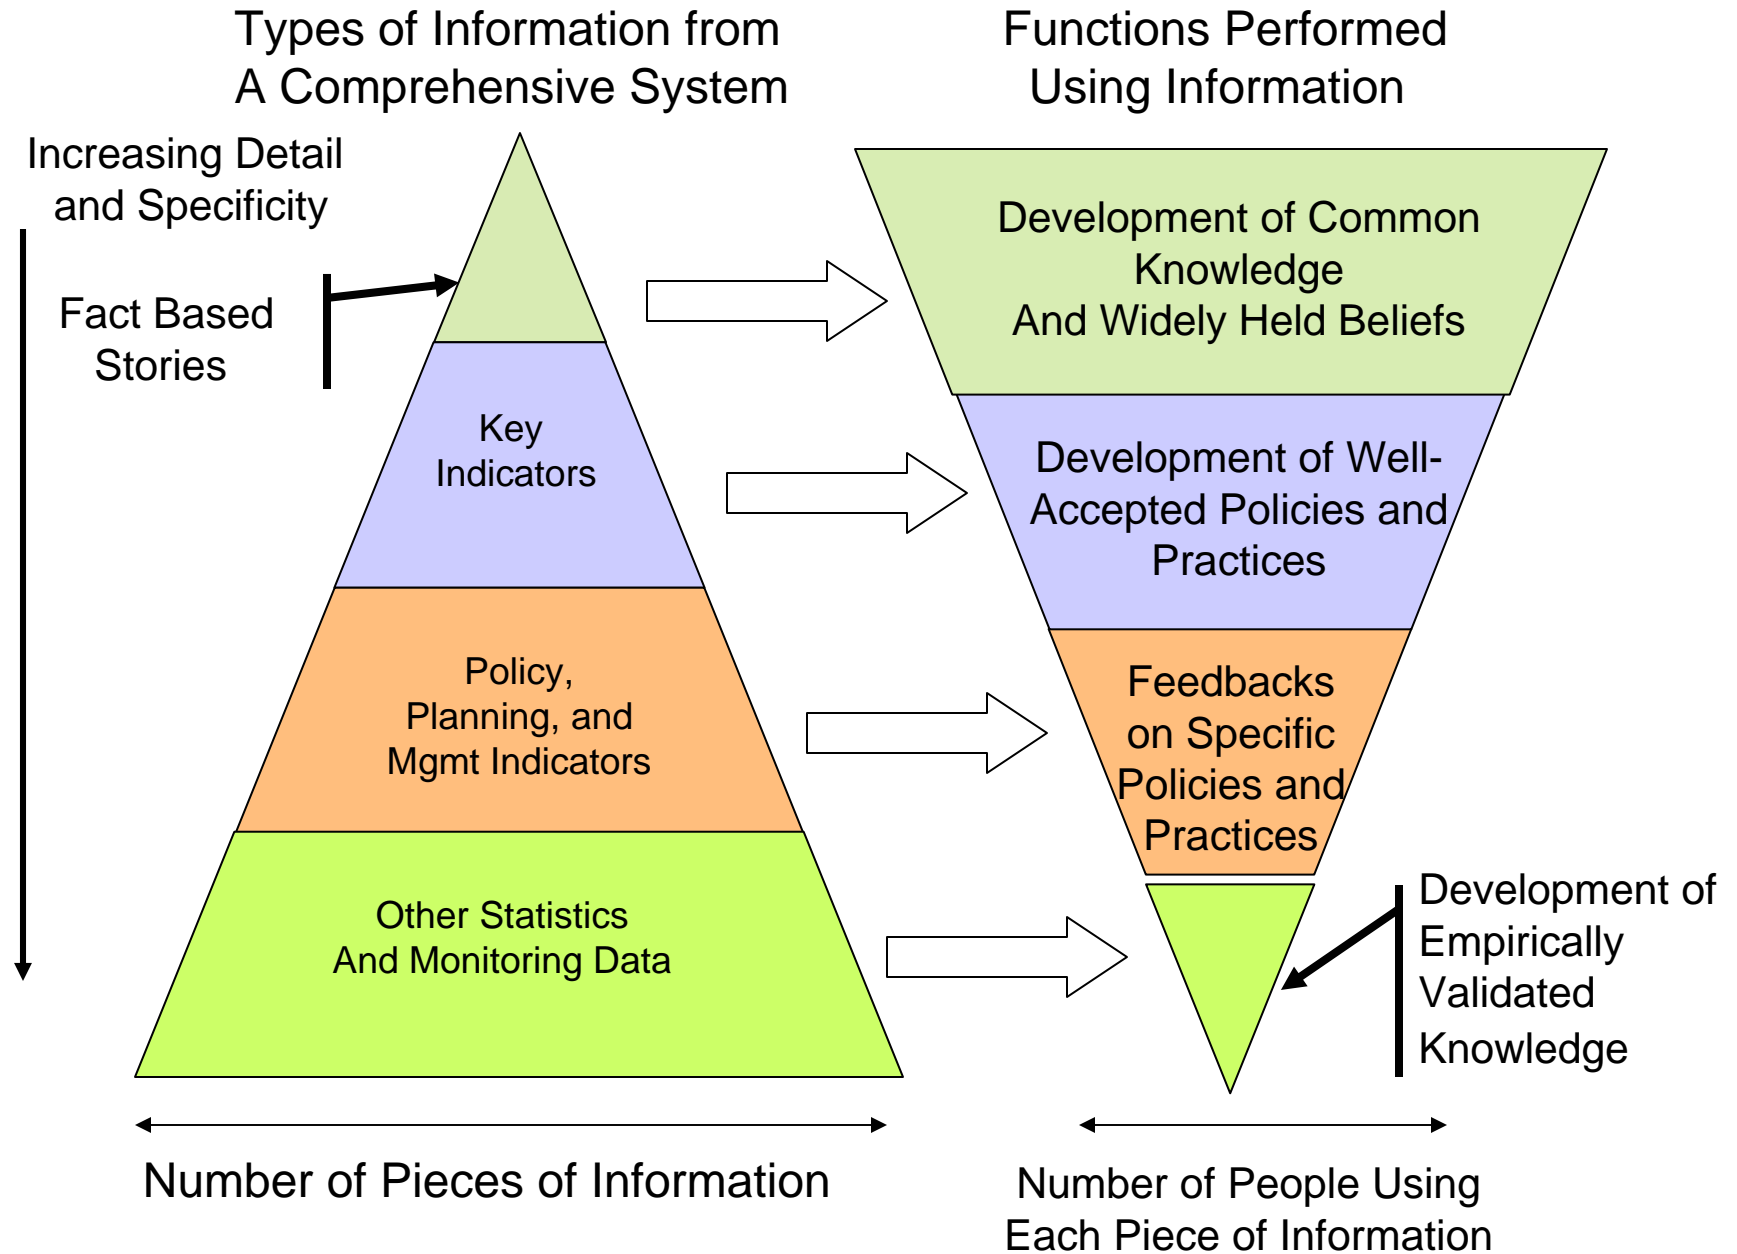 Types of Information from
A Comprehensive System
Functions Performed
Using Information
Increasing Detail
and Specificity
Fact Based
Stories
Key
Indicators
Policy,
Planning, and
Mgmt Indicators
Other Statistics
And Monitoring Data
Development of Common
Knowledge
And Widely Held Beliefs
Development of Well-
Accepted Policies and
Practices
Feedbacks
on Specific
Policies and
Practices
Development of
Empirically
Validated
Knowledge
Number of Pieces of Information
Number of People Using
Each Piece of Information